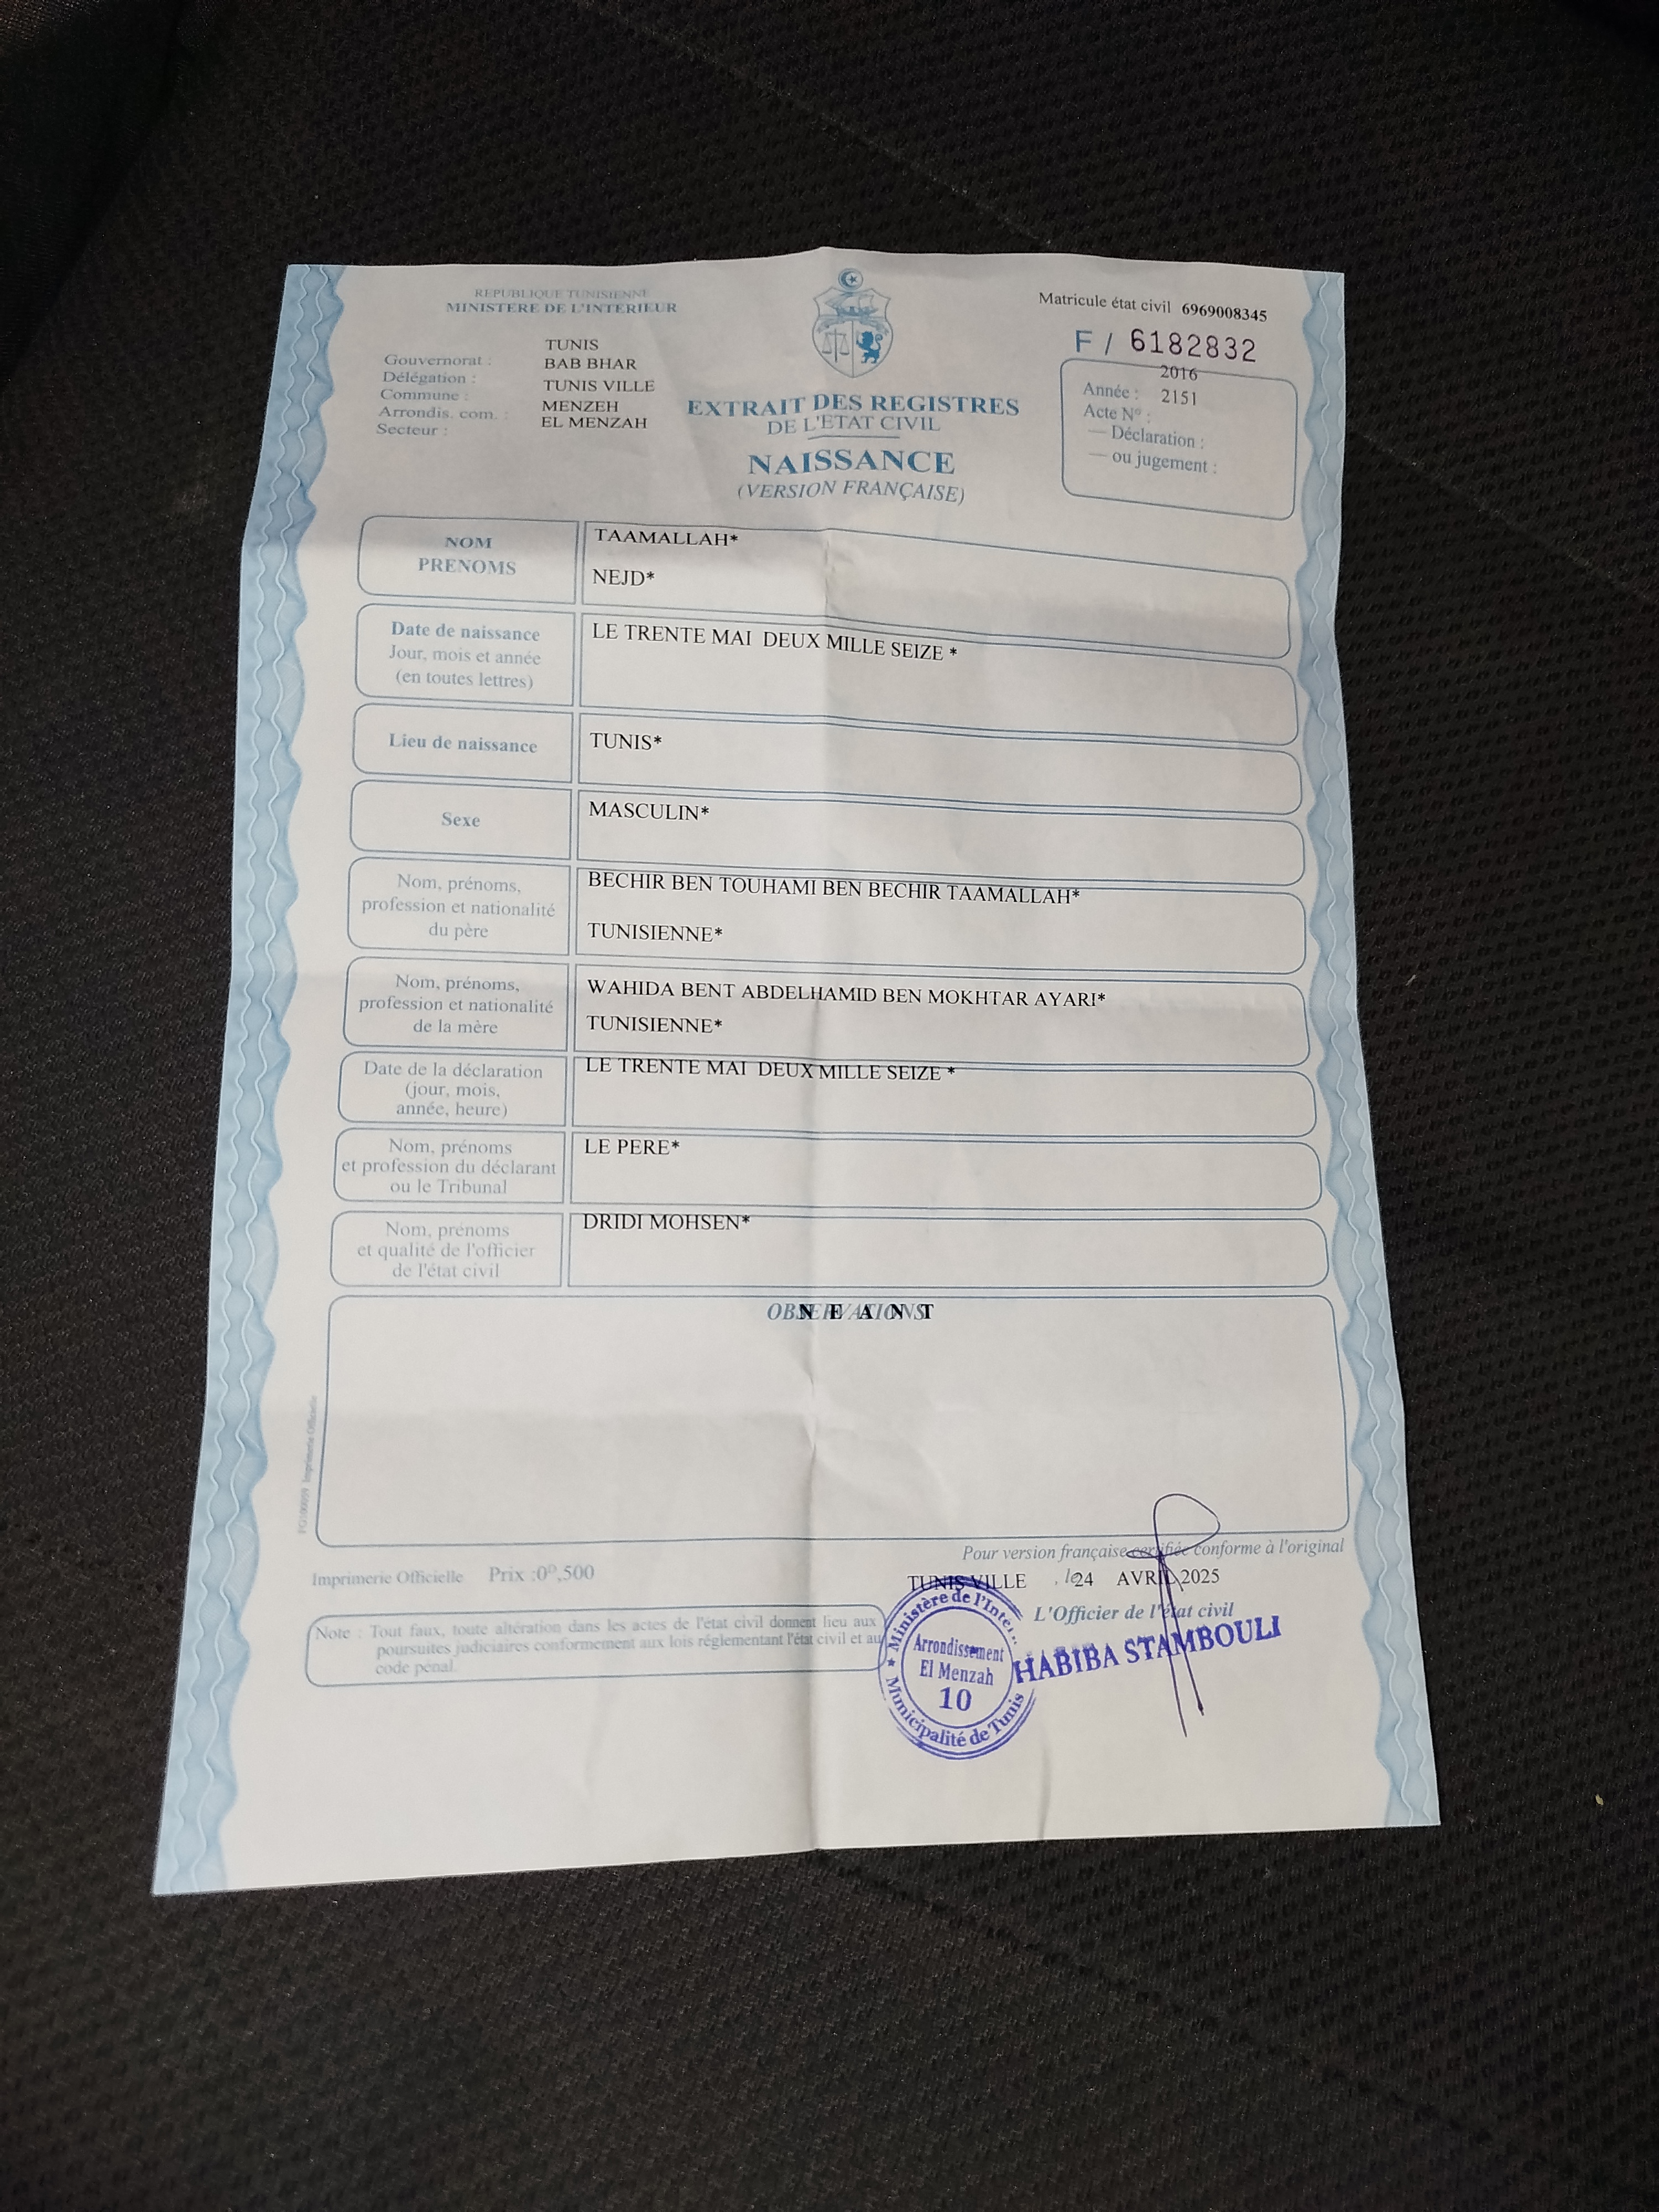 REPUBLIQUE TUNISIENNE
MINISTERE DE L'INTERIEUR
Gouvernorat : TUNIS
Délégation : BAB BHAR
Commune : TUNIS VILLE
Arrondis. com. : MENZEH
Secteur : EL MENZAH
EXTRAIT DES REGISTRES
DE L'ETAT CIVIL
NAISSANCE
(VERSION FRANÇAISE)
Matricule état civil 6969008345
F / 6182832
Année : 2016
Acte N° : 2151
— Déclaration :
— ou jugement :
NOM
PRENOMS
TAAMALLAH*
NEJD*
Date de naissance
Jour, mois et année
(en toutes lettres)
LE TRENTE MAI DEUX MILLE SEIZE *
Lieu de naissance
TUNIS*
Sexe
MASCULIN*
Nom, prénoms,
profession et nationalité
du père
BECHIR BEN TOUHAMI BEN BECHIR TAAMALLAH*
TUNISIENNE*
Nom, prénoms,
profession et nationalité
de la mère
WAHIDA BENT ABDELHAMID BEN MOKHTAR AYARI*
TUNISIENNE*
Date de la déclaration
(jour, mois,
année, heure)
LE TRENTE MAI DEUX MILLE SEIZE *
Nom, prénoms
et profession du déclarant
ou le Tribunal
LE PERE*
Nom, prénoms
et qualité de l'officier
de l'état civil
DRIDI MOHSEN*
OBSERVATIONS
N E A N T
Imprimerie Officielle
Pour version française certifiée conforme à l'original
Imprimerie Officielle Prix :0D,500
TUNIS VILLE , le 24 AVRIL 2025
L'Officier de l'état civil
HABIBA STAMBOULI
Note : Tout faux, toute altération dans les actes de l'état civil donnent lieu aux
poursuites judiciaires conformement aux lois réglementant l'état civil et au
code pénal.
Ministère de l'Inte
Arrondissement
El Menzah
10
Municipalité de Tunis